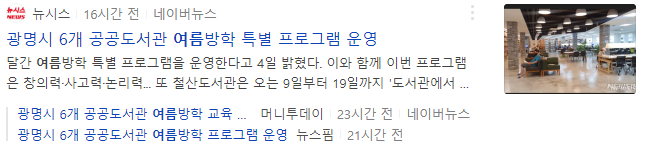 뉴시스 NEWS 뉴시스 16시간 전 네이버뉴스
광명시 6개 공공도서관 여름방학 특별 프로그램 운영
달간 여름방학 특별 프로그램을 운영한다고 4일 밝혔다. 이와 함께 이번 프로그램
은 창의력·사고력·논리력... 또 철산도서관은 오는 9일부터 19일까지 '도서관에서 ...
광명시 6개 공공도서관 여름방학 교육 ... 머니투데이 23시간 전 네이버뉴스
광명시 6개 공공도서관 여름방학 프로그램 운영 뉴스핌 21시간 전